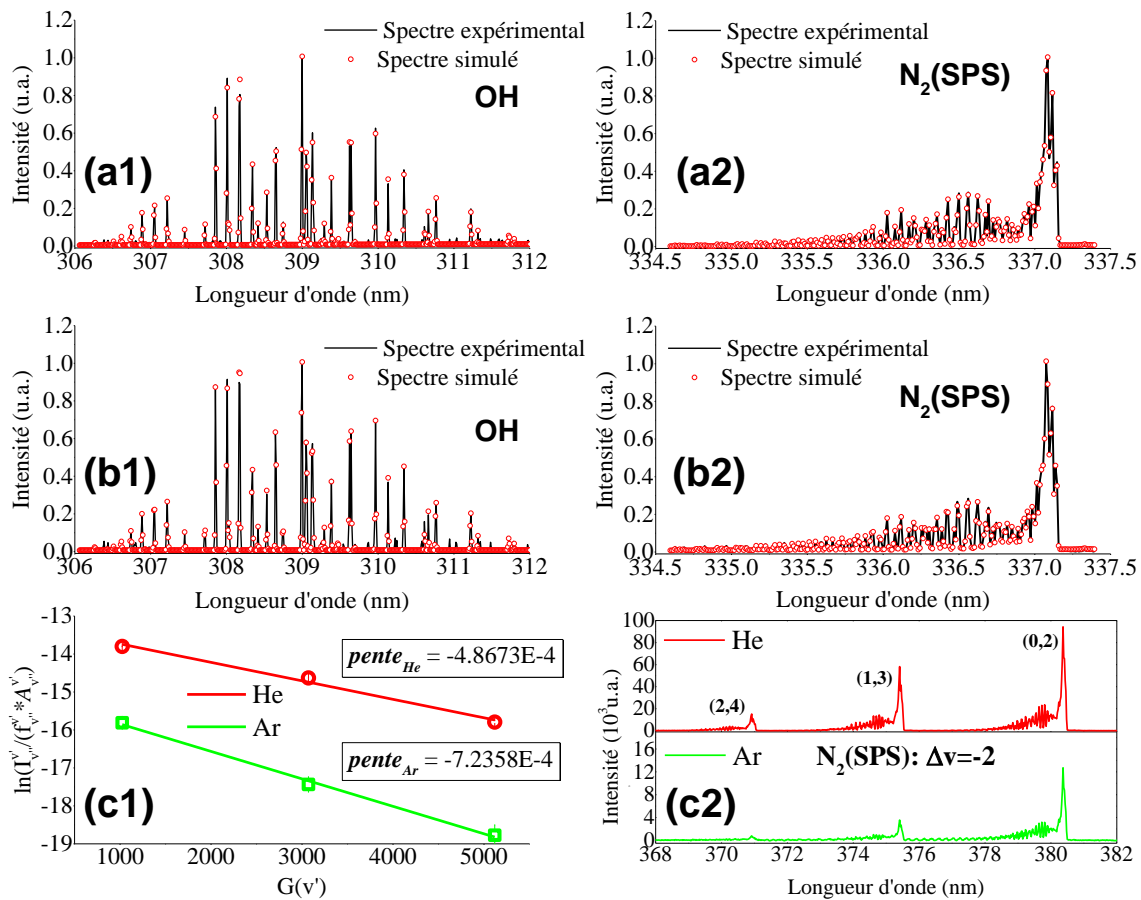 1.2
1.0
0.8
0.6
0.4
0.2
0.0
Intensité (u.a.)
Spectre expérimental
Spectre simulé
OH
(a1)
306 307 308 309 310 311 312
Longueur d'onde (nm)
1.2
1.0
0.8
0.6
0.4
0.2
0.0
Intensité (u.a.)
Spectre expérimental
Spectre simulé
N2(SPS)
(a2)
334.5 335.0 335.5 336.0 336.5 337.0 337.5
Longueur d'onde (nm)
1.2
1.0
0.8
0.6
0.4
0.2
0.0
Intensité (u.a.)
Spectre expérimental
Spectre simulé
OH
(b1)
306 307 308 309 310 311 312
Longueur d'onde (nm)
1.2
1.0
0.8
0.6
0.4
0.2
0.0
Intensité (u.a.)
Spectre expérimental
Spectre simulé
N2(SPS)
(b2)
334.5 335.0 335.5 336.0 336.5 337.0 337.5
Longueur d'onde (nm)
-13
-14
-15
-16
-17
-18
-19
ln(I^v'_v''/(f^v'_v''*A^v'_v'')
penteHe = -4.8673E-4
He
Ar
penteAr = -7.2358E-4
(c1)
1000 2000 3000 4000 5000
G(v')
100
80
60
40
20
0
Intensité (10^3u.a.)
He
(0,2)
(1,3)
(2,4)
16
12
8
4
0
Ar
N2(SPS): Δv=-2
(c2)
368 370 372 374 376 378 380 382
Longueur d'onde (nm)